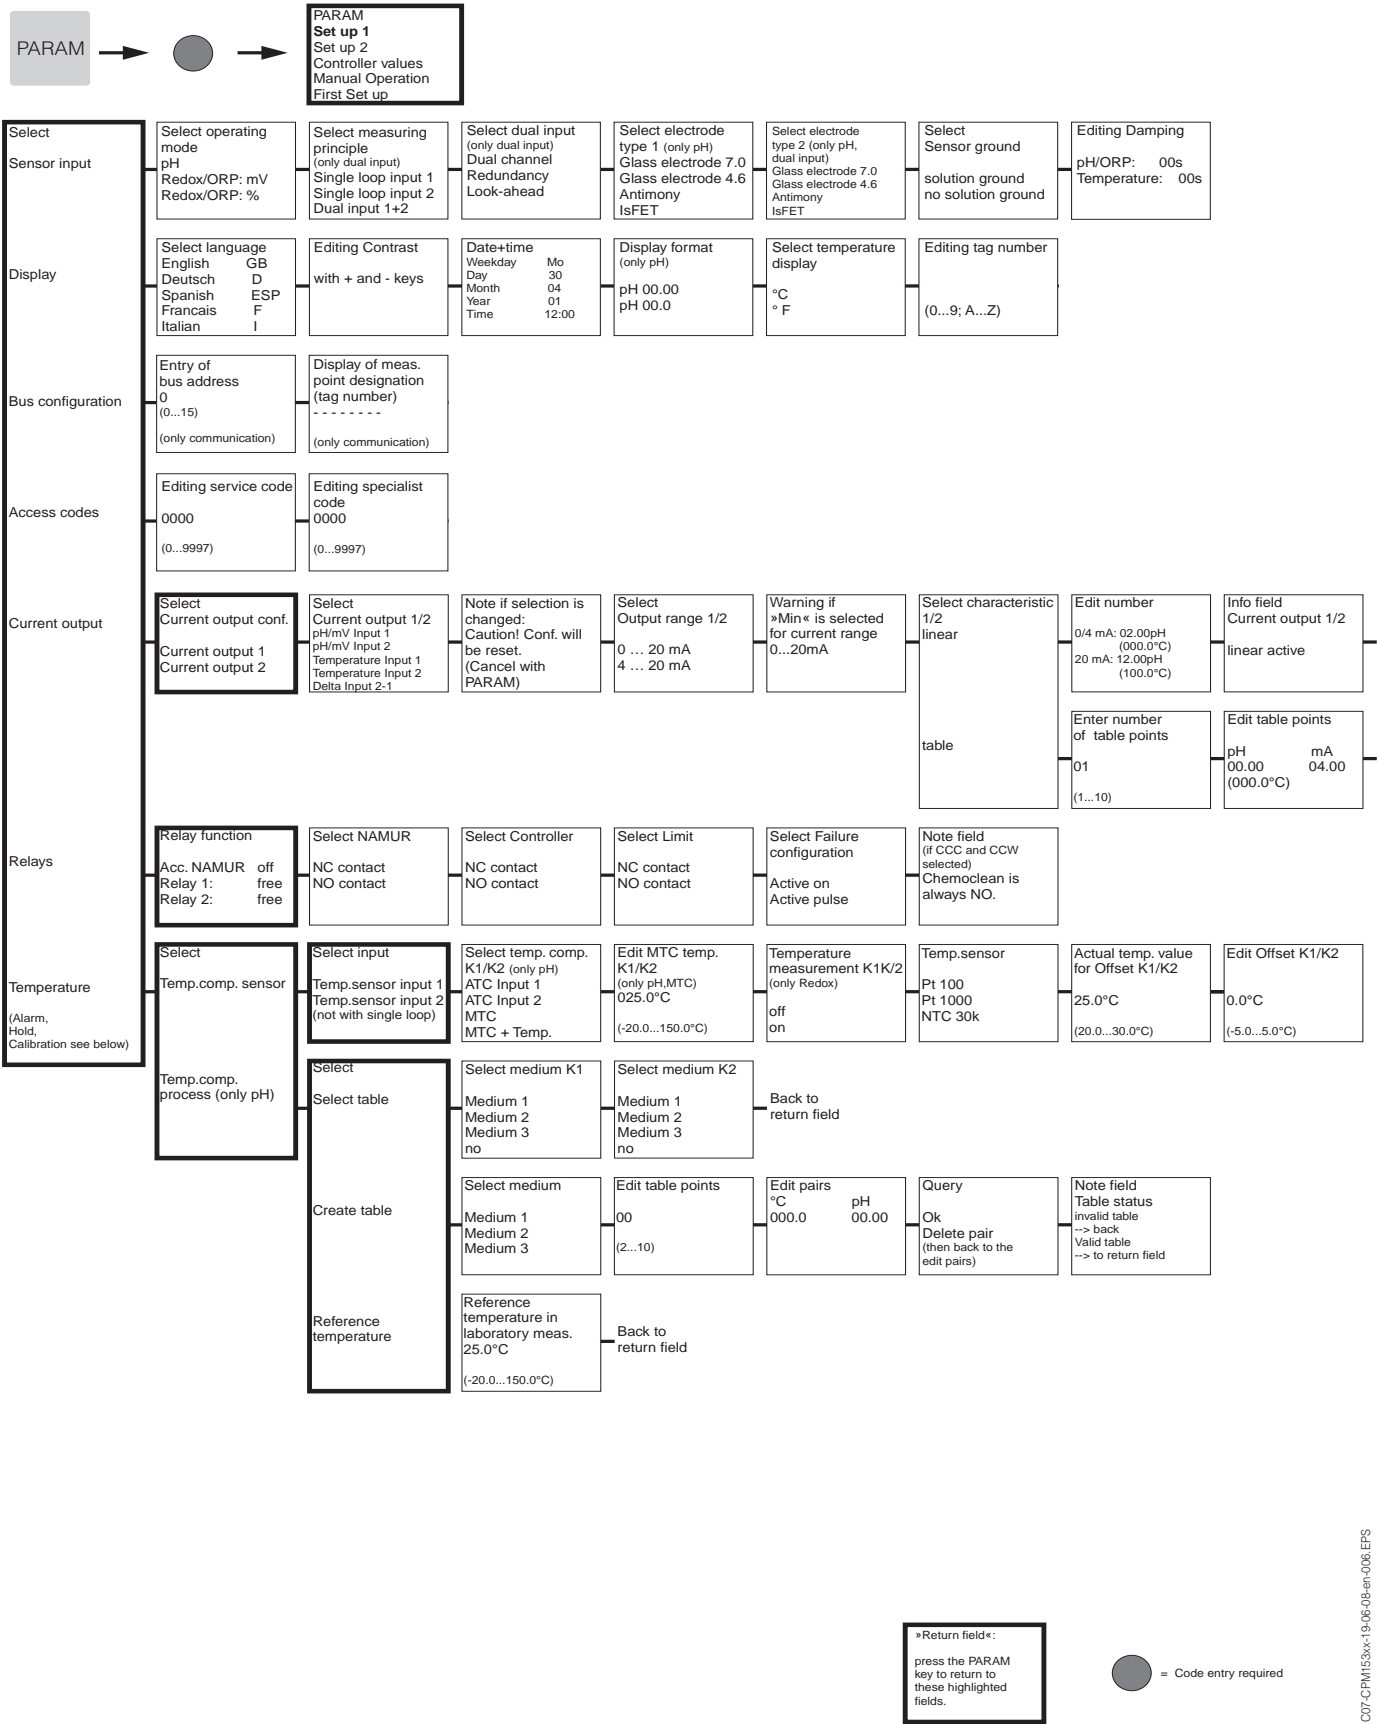 PARAM
PARAM
Set up 1
Set up 2
Controller values
Manual Operation
First Set up
Select
Sensor input
Select operating
mode
pH
Redox/ORP: mV
Redox/ORP: %
Select measuring
principle
(only dual input)
Single loop input 1
Single loop input 2
Dual input 1+2
Select dual input
(only dual input)
Dual channel
Redundancy
Look-ahead
Select electrode
type 1 (only pH)
Glass electrode 7.0
Glass electrode 4.6
Antimony
IsFET
Select electrode
type 2 (only pH,
dual input)
Glass electrode 7.0
Glass electrode 4.6
Antimony
IsFET
Select
Sensor ground
solution ground
no solution ground
Editing Damping
pH/ORP: 00s
Temperature: 00s
Display
Select language
English GB
Deutsch D
Spanish ESP
Francais F
Italian I
Editing Contrast
with + and - keys
Date+time
Weekday Mo
Day 30
Month 04
Year 01
Time 12:00
Display format
(only pH)
pH 00.00
pH 00.0
Select temperature
display
°C
° F
Editing tag number
(0...9; A...Z)
Bus configuration
Entry of
bus address
0
(0...15)
(only communication)
Display of meas.
point designation
(tag number)
- - - - - - - -
(only communication)
Access codes
Editing service code
0000
(0...9997)
Editing specialist
code
0000
(0...9997)
Current output
Select
Current output conf.
Current output 1
Current output 2
Select
Current output 1/2
pH/mV Input 1
pH/mV Input 2
Temperature Input 1
Temperature Input 2
Delta Input 2-1
Note if selection is
changed:
Caution! Conf. will
be reset.
(Cancel with
PARAM)
Select
Output range 1/2
0 … 20 mA
4 … 20 mA
Warning if
»Min« is selected
for current range
0...20mA
Select characteristic
1/2
linear
table
Edit number
0/4 mA: 02.00pH
(000.0°C)
20 mA: 12.00pH
(100.0°C)
Info field
Current output 1/2
linear active
Enter number
of table points
01
(1...10)
Edit table points
pH mA
00.00 04.00
(000.0°C)
Relays
Relay function
Acc. NAMUR off
Relay 1: free
Relay 2: free
Select NAMUR
NC contact
NO contact
Select Controller
NC contact
NO contact
Select Limit
NC contact
NO contact
Select Failure
configuration
Active on
Active pulse
Note field
(if CCC and CCW
selected)
Chemoclean is
always NO.
Temperature
(Alarm,
Hold,
Calibration see below)
Select
Temp.comp. sensor
Temp.comp.
process (only pH)
Select input
Temp.sensor input 1
Temp.sensor input 2
(not with single loop)
Select temp. comp.
K1/K2 (only pH)
ATC Input 1
ATC Input 2
MTC
MTC + Temp.
Edit MTC temp.
K1/K2
(only pH,MTC)
025.0°C
(-20.0...150.0°C)
Temperature
measurement K1K/2
(only Redox)
off
on
Temp.sensor
Pt 100
Pt 1000
NTC 30k
Actual temp. value
for Offset K1/K2
25.0°C
(20.0...30.0°C)
Edit Offset K1/K2
0.0°C
(-5.0...5.0°C)
Select
Select table
Create table
Reference
temperature
Select medium K1
Medium 1
Medium 2
Medium 3
no
Select medium K2
Medium 1
Medium 2
Medium 3
no
Back to
return field
Select medium
Medium 1
Medium 2
Medium 3
Edit table points
00
(2...10)
Edit pairs
°C pH
000.0 00.00
Query
Ok
Delete pair
(then back to the
edit pairs)
Note field
Table status
invalid table
--> back
Valid table
--> to return field
Reference
temperature in
laboratory meas.
25.0°C
(-20.0...150.0°C)
Back to
return field
»Return field«:
press the PARAM
key to return to
these highlighted
fields.
= Code entry required
C07-CPM153xx-19-06-08-en-006.EPS